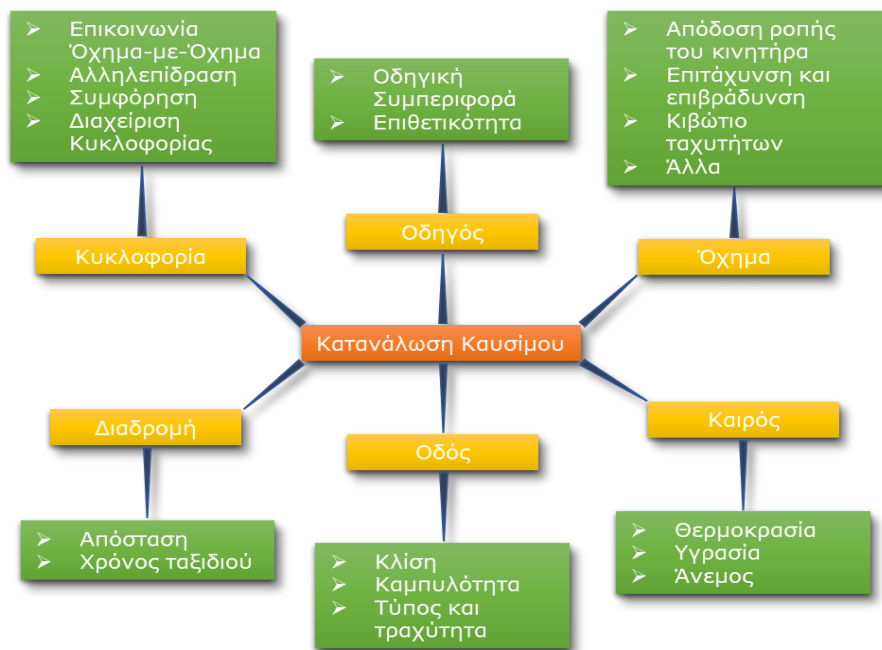 Επικοινωνία
Όχημα-με-Όχημα
Αλληλεπίδραση
Συμφόρηση
Διαχείριση
Κυκλοφορίας
Οδηγική
Συμπεριφορά
Επιθετικότητα
Απόδοση ροπής
του κινητήρα
Επιτάχυνση και
επιβράδυνση
Κιβώτιο
ταχυτήτων
Άλλα
Κυκλοφορία
Οδηγός
Όχημα
Κατανάλωση Καυσίμου
Διαδρομή
Οδός
Καιρός
Απόσταση
Χρόνος ταξιδιού
Κλίση
Καμπυλότητα
Τύπος και
τραχύτητα
Θερμοκρασία
Υγρασία
Άνεμος